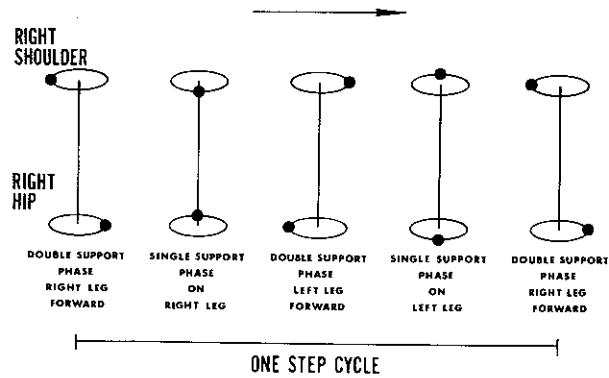 RIGHT
SHOULDER
RIGHT
HIP
DOUBLE SUPPORT
PHASE
RIGHT LEG
FORWARD
SINGLE SUPPORT
PHASE
ON
RIGHT LEG
DOUBLE SUPPORT
PHASE
LEFT LEG
FORWARD
SINGLE SUPPORT
PHASE
ON
LEFT LEG
DOUBLE SUPPORT
PHASE
RIGHT LEG
FORWARD
ONE STEP CYCLE